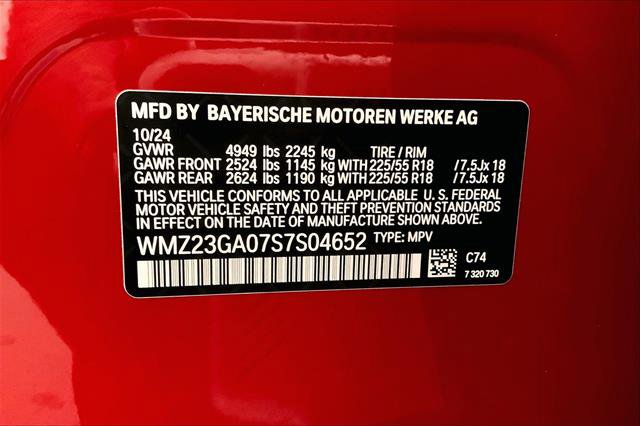 MFD BY BAYERISCHE MOTOREN WERKE AG
10/24
GVWR 4949 lbs 2245 kg TIRE / RIM
GAWR FRONT 2524 lbs 1145 kg WITH 225/55 R18 /7.5Jx 18
GAWR REAR 2624 lbs 1190 kg WITH 225/55 R18 /7.5Jx 18
THIS VEHICLE CONFORMS TO ALL APPLICABLE U. S. FEDERAL
MOTOR VEHICLE SAFETY AND THEFT PREVENTION STANDARDS
IN EFFECT ON THE DATE OF MANUFACTURE SHOWN ABOVE.
WMZ23GA07S7S04652 TYPE: MPV
C74
7 320 730